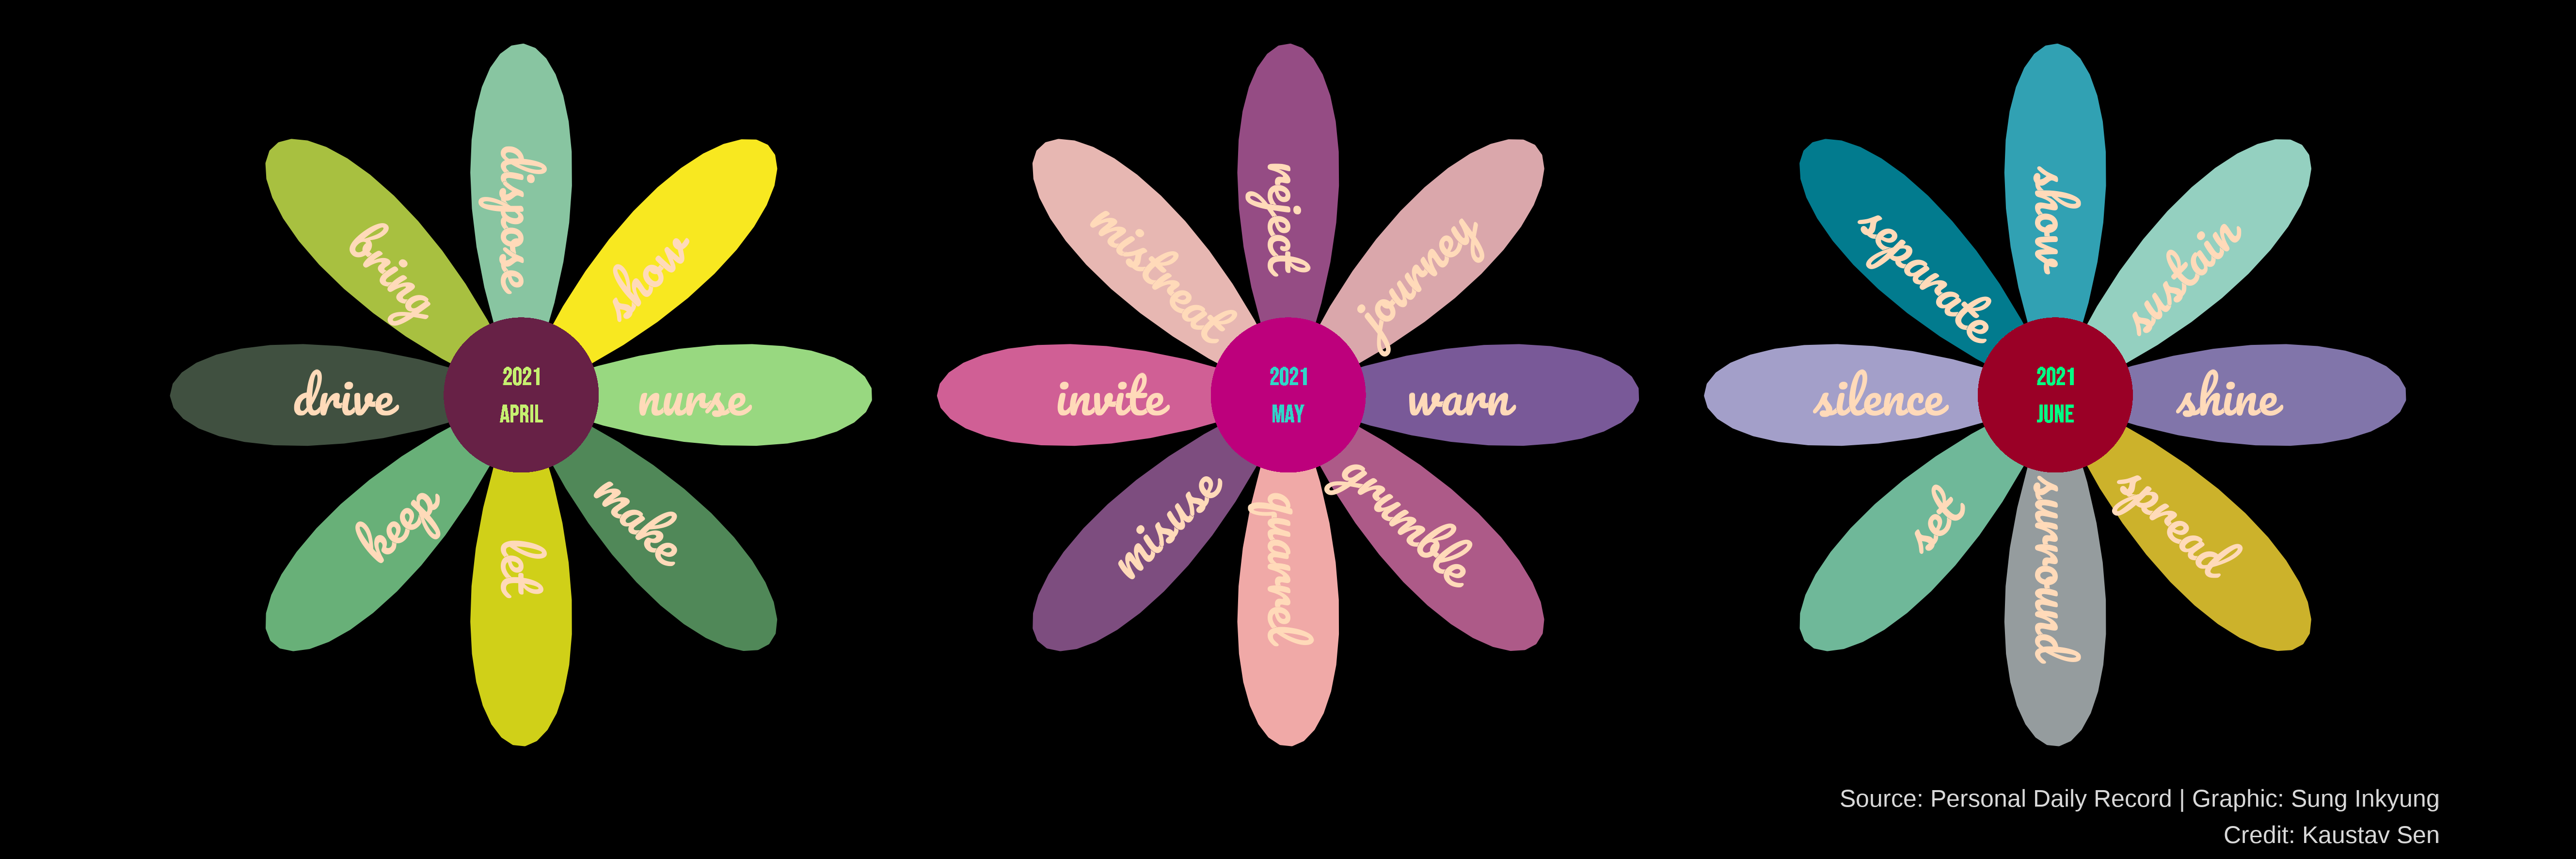 dispose
show
nurse
make
let
keep
drive
bring
2021
APRIL
reject
journey
warn
grumble
quarrel
misuse
invite
mistreat
2021
MAY
show
sustain
shine
spread
surround
set
silence
separate
2021
JUNE
Source: Personal Daily Record | Graphic: Sung Inkyung
Credit: Kaustav Sen